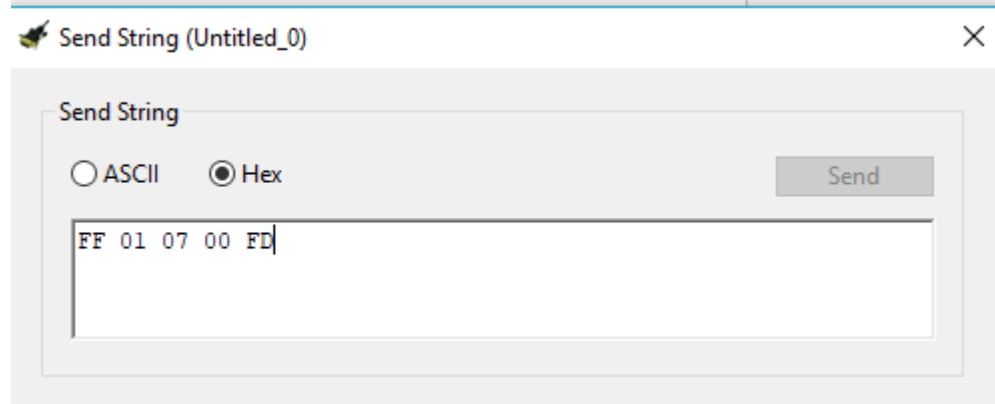 Send String (Untitled_0)
Send String
ASCII Hex Send
FF 01 07 00 FD